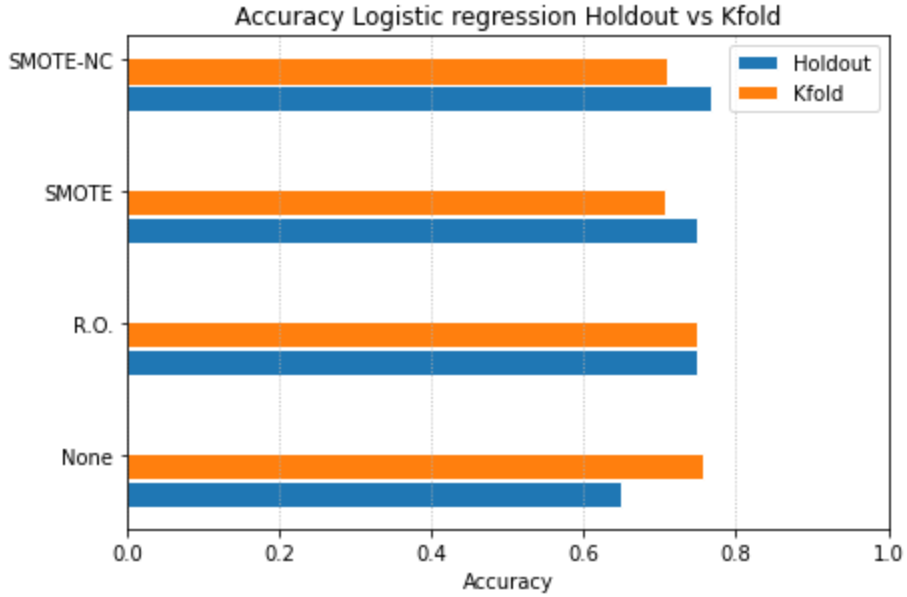 Accuracy Logistic regression Holdout vs Kfold
SMOTE-NC
SMOTE
R.O.
None
Holdout
Kfold
0.0 0.2 0.4 0.6 0.8 1.0
Accuracy